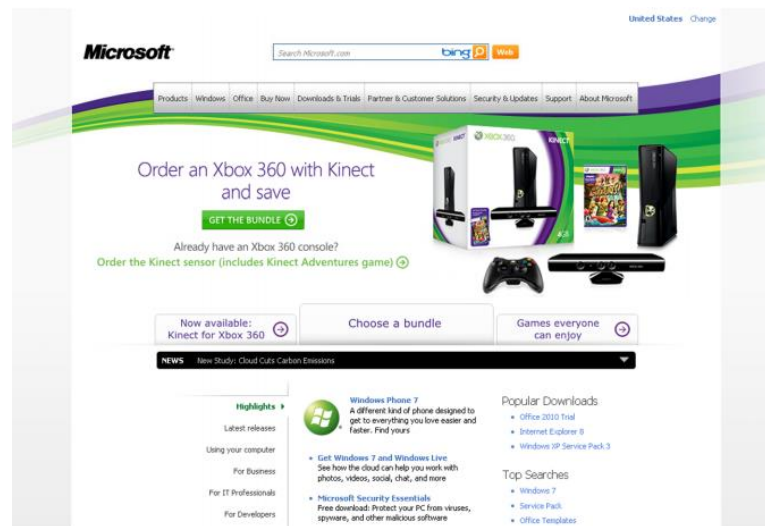 United States Change
Microsoft
Search Microsoft.com bing Web
Products Windows Office Buy Now Downloads & Trials Partner & Customer Solutions Security & Updates Support About Microsoft
Order an Xbox 360 with Kinect
and save
GET THE BUNDLE
Already have an Xbox 360 console?
Order the Kinect sensor (includes Kinect Adventures game)
XBOX 360 KINECT
4GB
Now available:
Kinect for Xbox 360
Choose a bundle
Games everyone
can enjoy
NEWS New Study: Cloud Cuts Carbon Emissions
Highlights
Latest releases
Using your computer
For Business
For IT Professionals
For Developers
Windows Phone 7
A different kind of phone designed to
get to everything you love easier and
faster. Find yours
Get Windows 7 and Windows Live
See how the cloud can help you work with
photos, videos, social, chat, and more
Microsoft Security Essentials
Free download: Protect your PC from viruses,
spyware, and other malicious software
Popular Downloads
Office 2010 Trial
Internet Explorer 8
Windows XP Service Pack 3
Top Searches
Windows 7
Service Pack
Office Templates